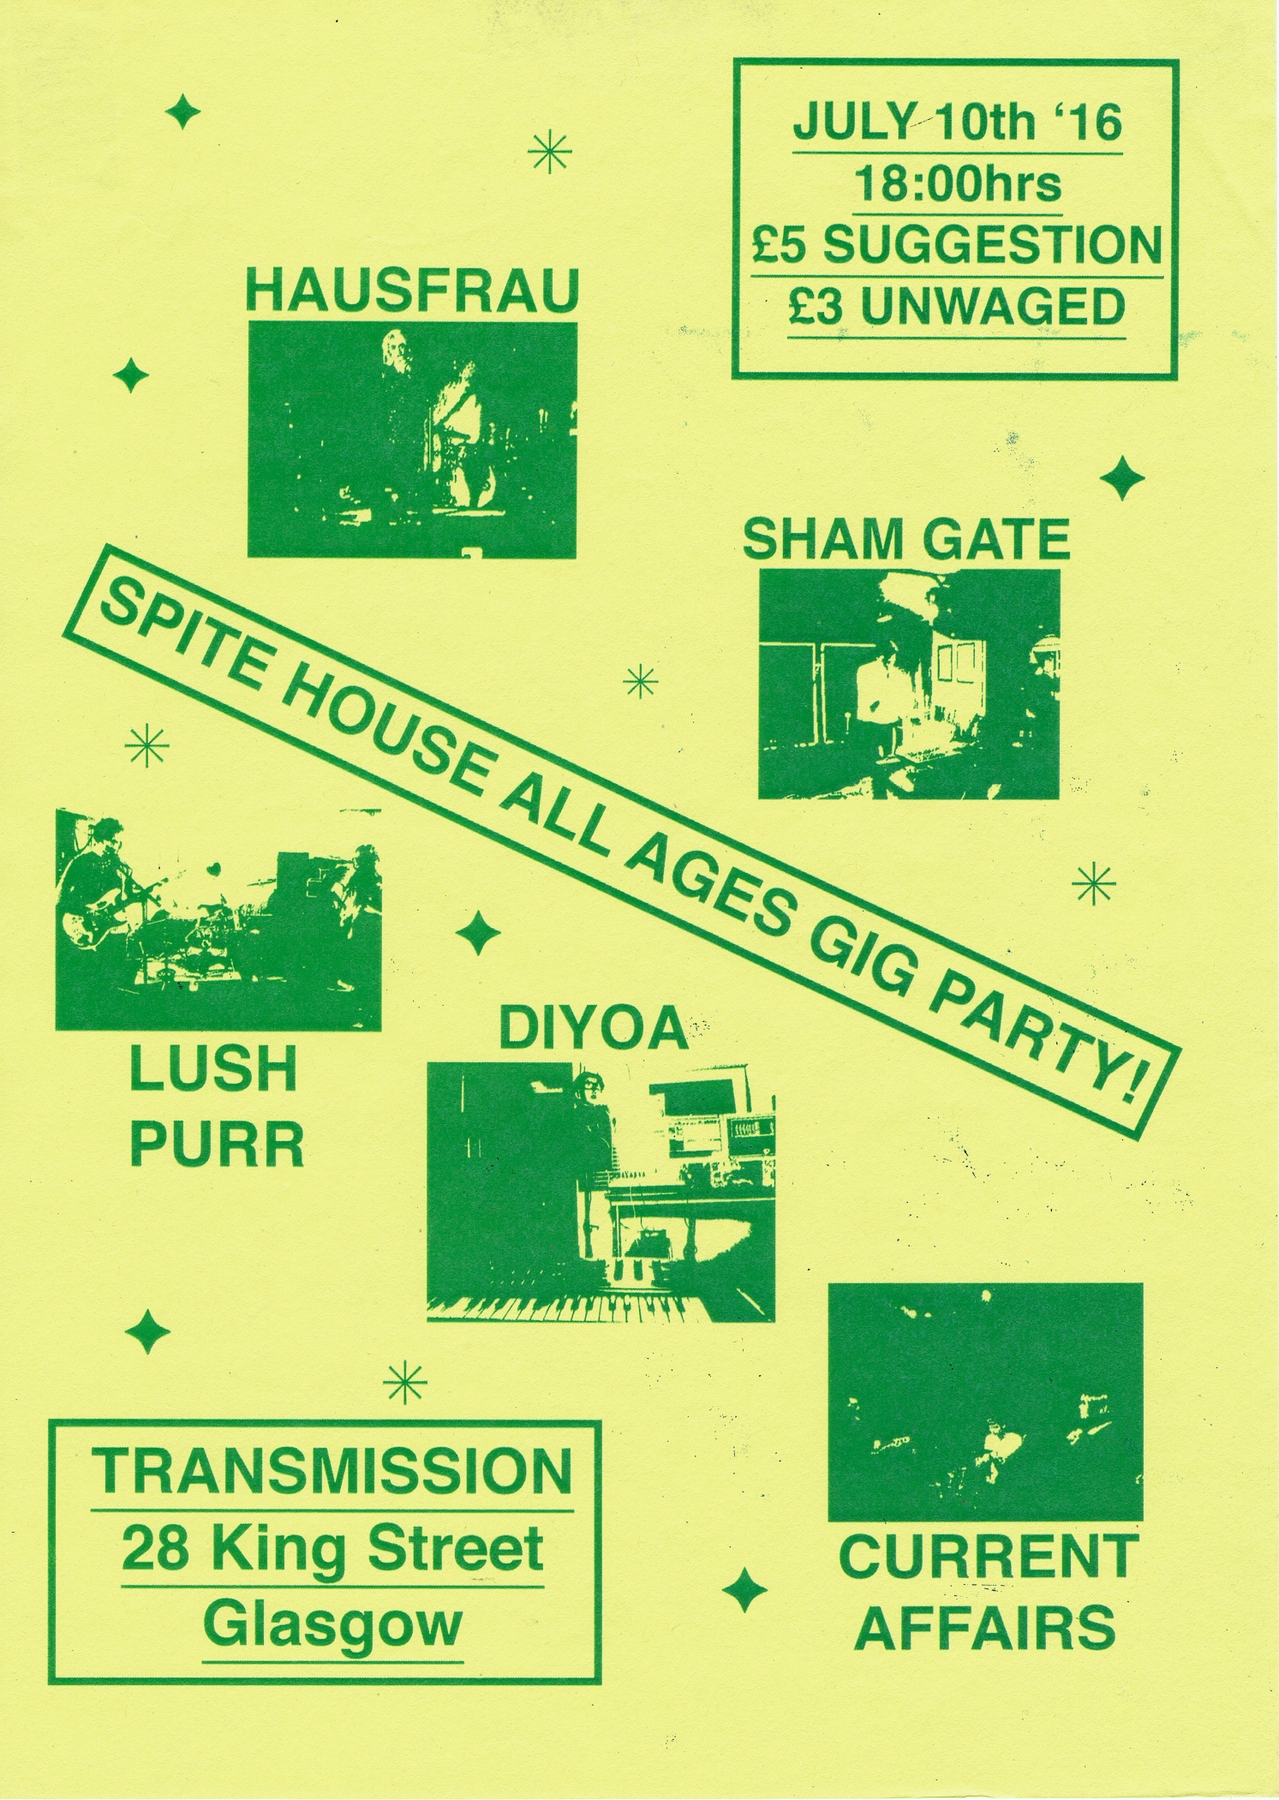 JULY 10th ‘16
18:00hrs
£5 SUGGESTION
£3 UNWAGED
HAUSFRAU
SHAM GATE
SPITE HOUSE ALL AGES GIG PARTY!
LUSH
PURR
DIYOA
CURRENT
AFFAIRS
TRANSMISSION
28 King Street
Glasgow